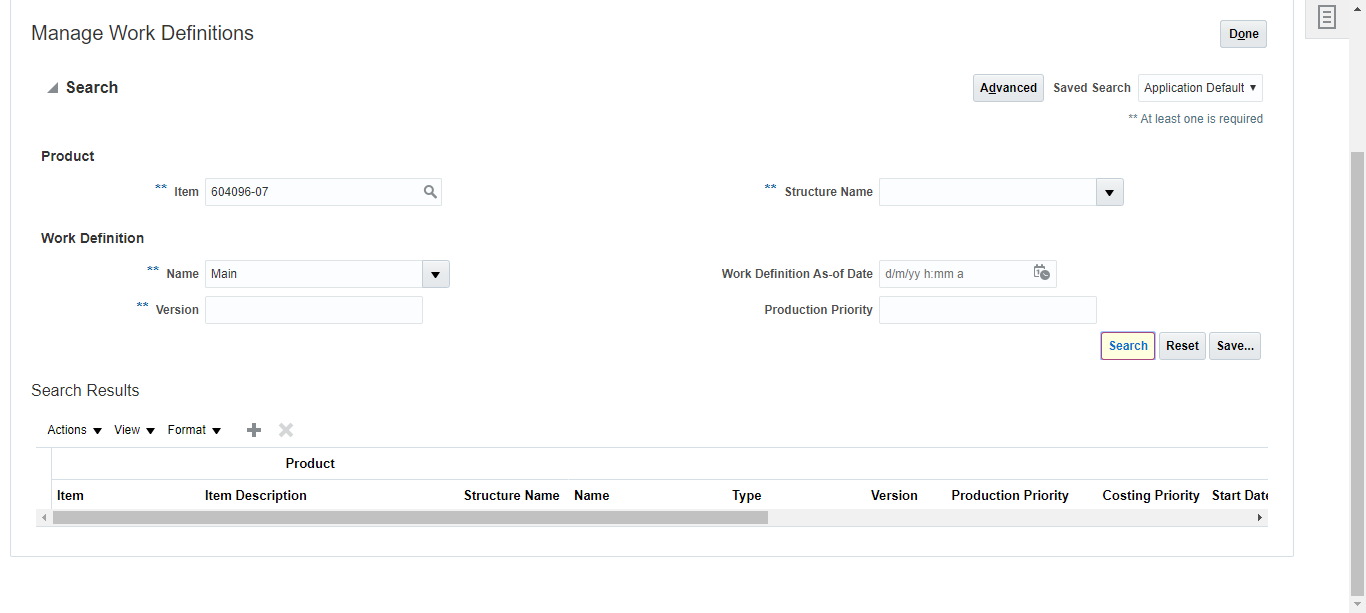 Manage Work Definitions
Done
Search
Advanced Saved Search Application Default
** At least one is required
Product
** Item 604096-07
** Structure Name
Work Definition
** Name Main
Work Definition As-of Date d/m/yy h:mm a
** Version
Production Priority
Search Reset Save...
Search Results
Actions View Format
Product
Item Item Description Structure Name Name Type Version Production Priority Costing Priority Start Date